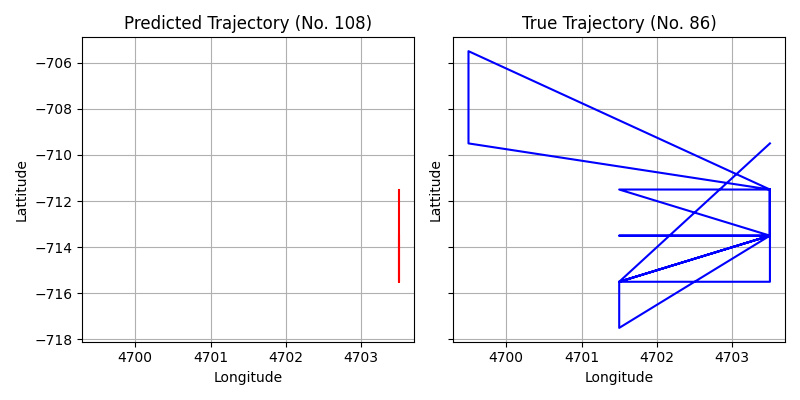 Predicted Trajectory (No. 108)
True Trajectory (No. 86)
−706
−708
−710
−712
−714
−716
−718
Lattitude
Lattitude
4700
4701
4702
4703
4700
4701
4702
4703
Longitude
Longitude